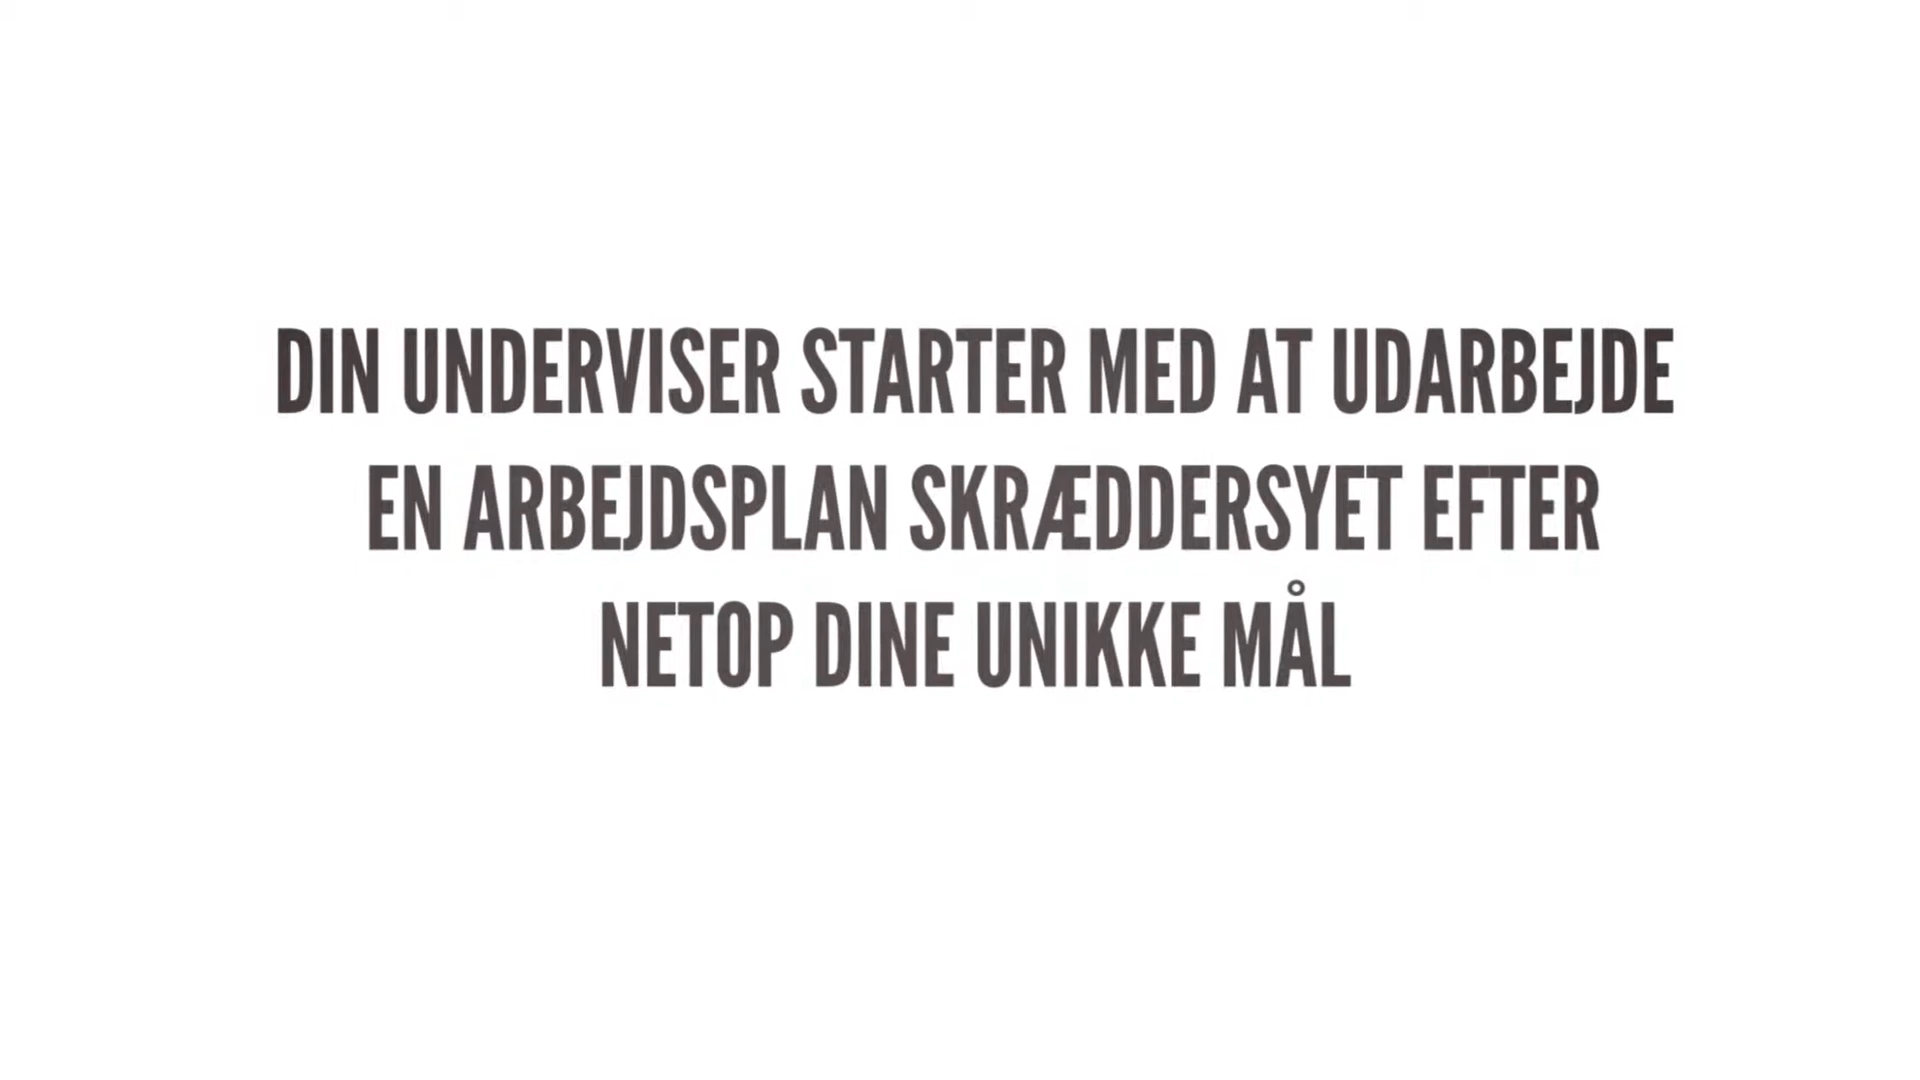 DIN UNDERVISER STARTER MED AT UDARBEJDE
EN ARBEJDSPLAN SKRÆDDERSYET EFTER
NETOP DINE UNIKKE MÅL